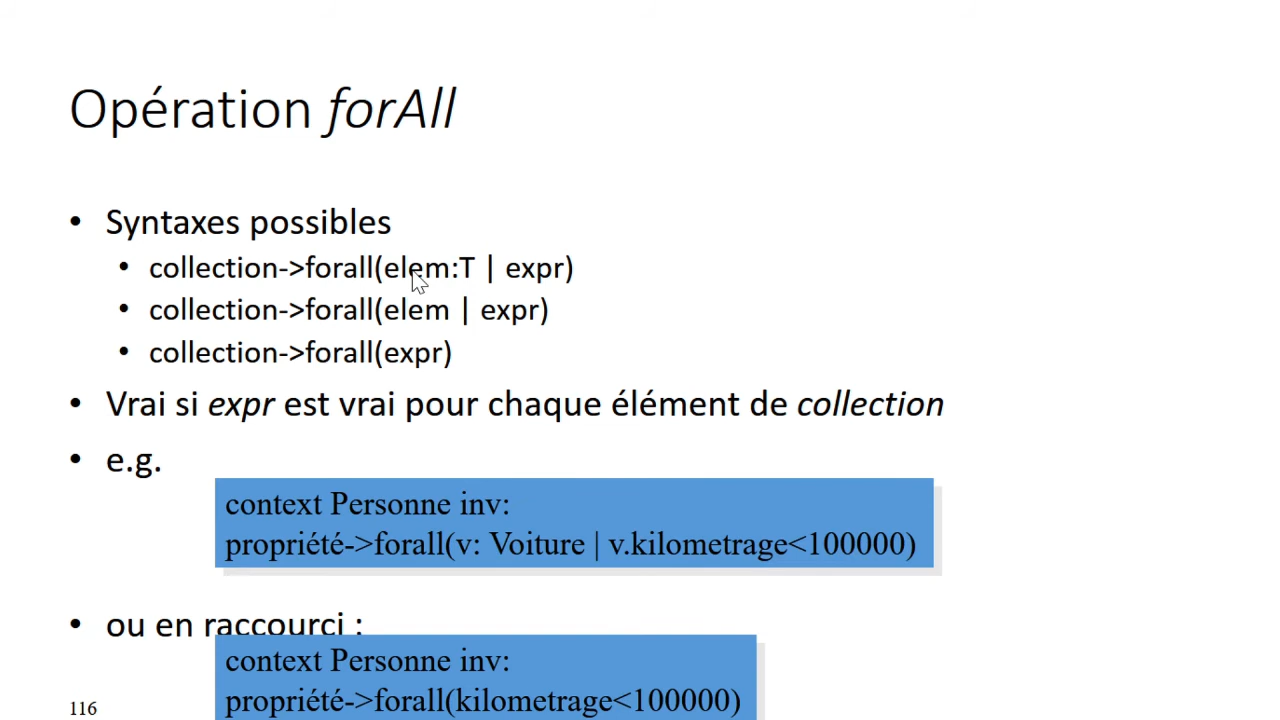 Opération forAll
• Syntaxes possibles
• collection->forall(elem:T | expr)
• collection->forall(elem | expr)
• collection->forall(expr)
• Vrai si expr est vrai pour chaque élément de collection
• e.g.
context Personne inv:
propriété->forall(v: Voiture | v.kilometrage<100000)
• ou en raccourci :
context Personne inv:
propriété->forall(kilometrage<100000)
116